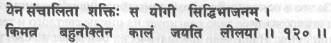 येन संचालिता शक्तिः स योगी सिद्धिभाजनम् ।
किमत्र बहुनोक्तेन कालं जयति लीलया ।। १२० ।।